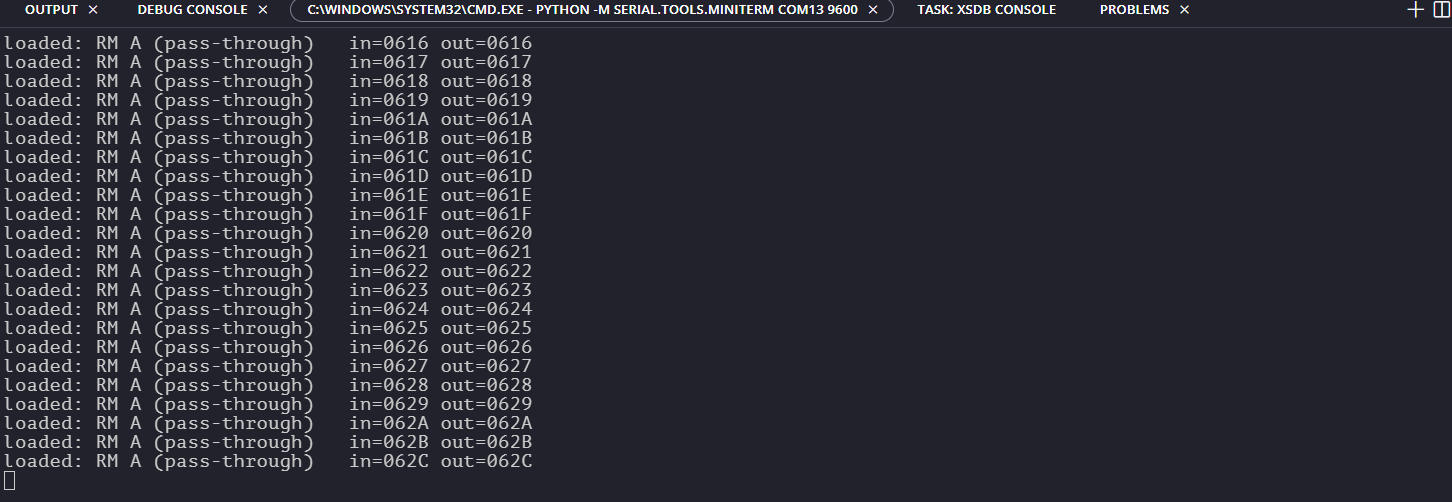 OUTPUT × DEBUG CONSOLE × C:\WINDOWS\SYSTEM32\CMD.EXE - PYTHON -M SERIAL.TOOLS.MINITERM COM13 9600 × TASK: XSDB CONSOLE PROBLEMS ×
loaded: RM A (pass-through)   in=0616 out=0616
loaded: RM A (pass-through)   in=0617 out=0617
loaded: RM A (pass-through)   in=0618 out=0618
loaded: RM A (pass-through)   in=0619 out=0619
loaded: RM A (pass-through)   in=061A out=061A
loaded: RM A (pass-through)   in=061B out=061B
loaded: RM A (pass-through)   in=061C out=061C
loaded: RM A (pass-through)   in=061D out=061D
loaded: RM A (pass-through)   in=061E out=061E
loaded: RM A (pass-through)   in=061F out=061F
loaded: RM A (pass-through)   in=0620 out=0620
loaded: RM A (pass-through)   in=0621 out=0621
loaded: RM A (pass-through)   in=0622 out=0622
loaded: RM A (pass-through)   in=0623 out=0623
loaded: RM A (pass-through)   in=0624 out=0624
loaded: RM A (pass-through)   in=0625 out=0625
loaded: RM A (pass-through)   in=0626 out=0626
loaded: RM A (pass-through)   in=0627 out=0627
loaded: RM A (pass-through)   in=0628 out=0628
loaded: RM A (pass-through)   in=0629 out=0629
loaded: RM A (pass-through)   in=062A out=062A
loaded: RM A (pass-through)   in=062B out=062B
loaded: RM A (pass-through)   in=062C out=062C